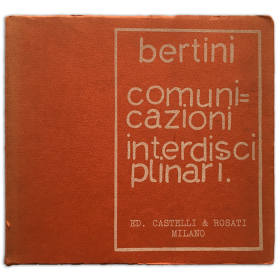 bertini
comuni=
cazioni
interdisci
plinari.
ED. CASTELLI & ROSATI
MILANO